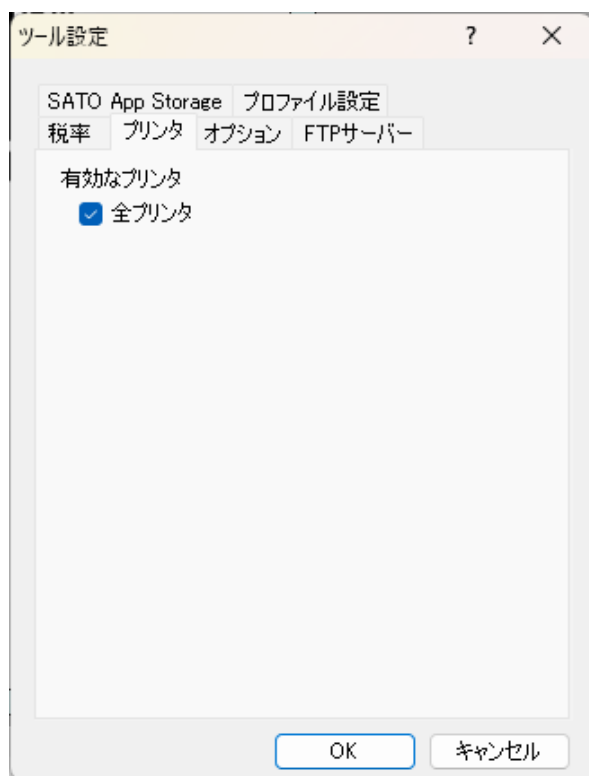 ツール設定
SATO App Storage プロファイル設定
税率 プリンタ オプション FTPサーバー
有効なプリンタ
全プリンタ
OK キャンセル